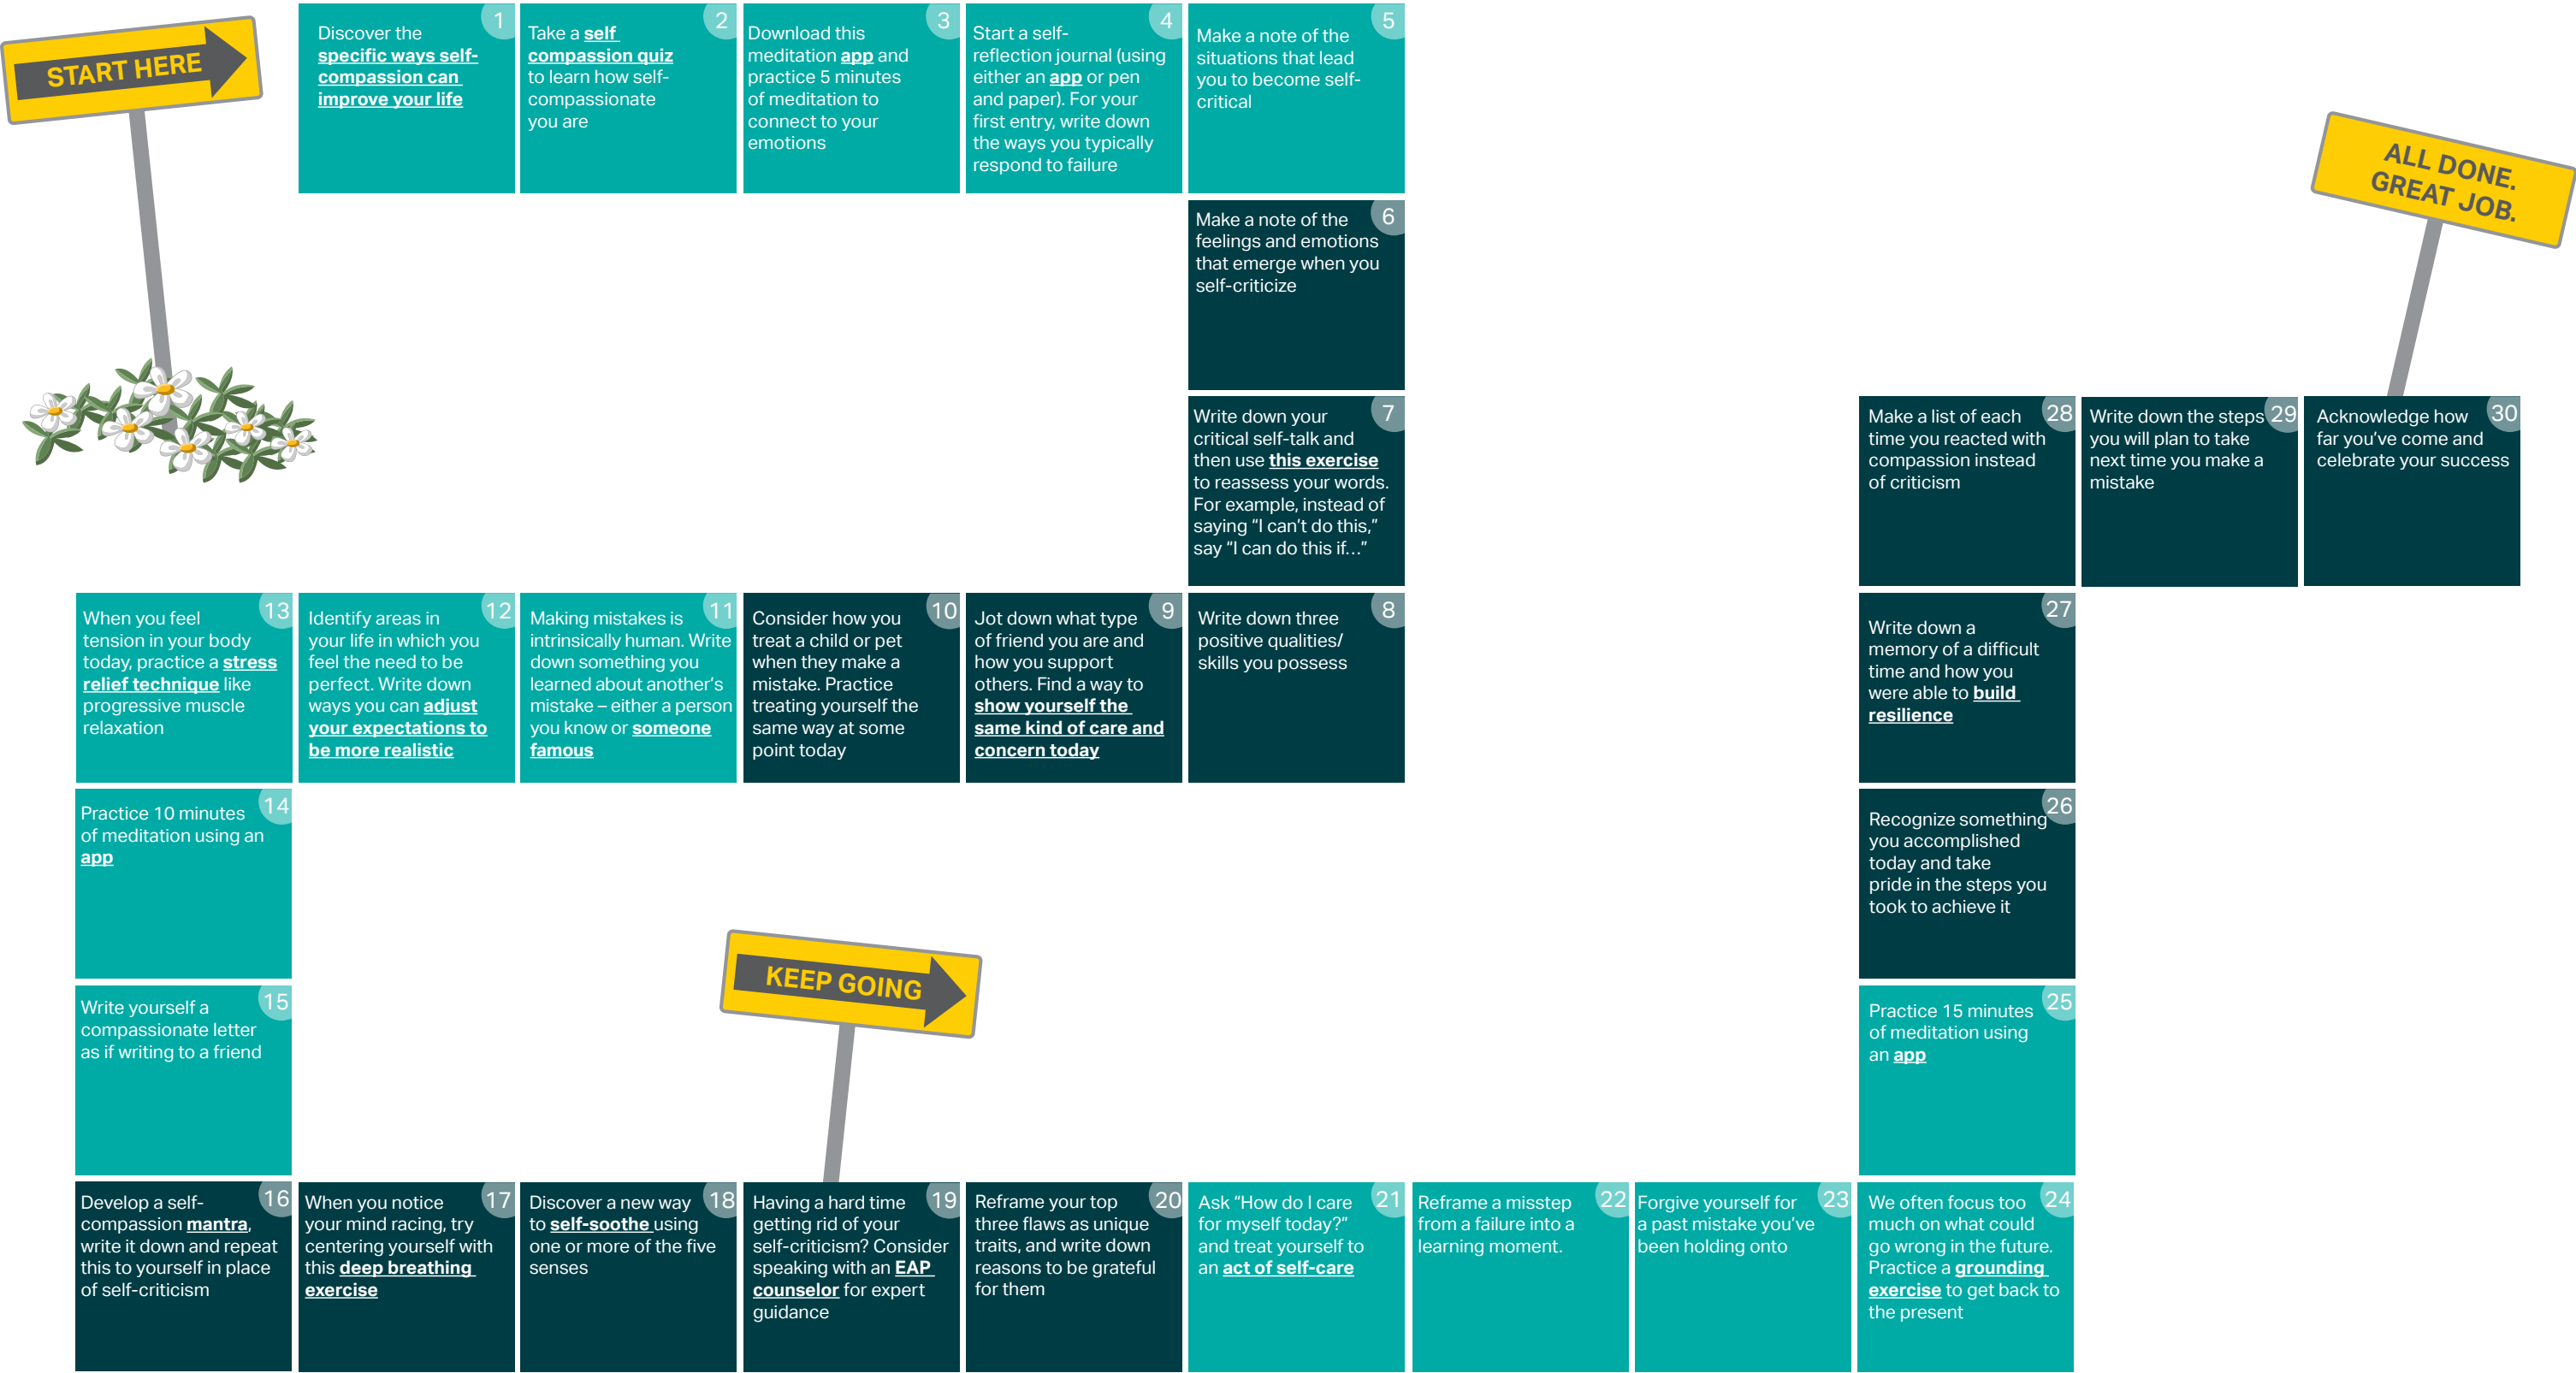 START HERE
1
Discover the
specific ways self-
compassion can
improve your life
2
Take a self
compassion quiz
to learn how self-
compassionate
you are
3
Download this
meditation app and
practice 5 minutes
of meditation to
connect to your
emotions
4
Start a self-
reflection journal (using
either an app or pen
and paper). For your
first entry, write down
the ways you typically
respond to failure
5
Make a note of the
situations that lead
you to become self-
critical
6
Make a note of the
feelings and emotions
that emerge when you
self-criticize
7
Write down your
critical self-talk and
then use this exercise
to reassess your words.
For example, instead of
saying “I can’t do this,”
say “I can do this if…”
8
Write down three
positive qualities/
skills you possess
9
Jot down what type
of friend you are and
how you support
others. Find a way to
show yourself the
same kind of care and
concern today
10
Consider how you
treat a child or pet
when they make a
mistake. Practice
treating yourself the
same way at some
point today
11
Making mistakes is
intrinsically human. Write
down something you
learned about another’s
mistake – either a person
you know or someone
famous
12
Identify areas in
your life in which you
feel the need to be
perfect. Write down
ways you can adjust
your expectations to
be more realistic
13
When you feel
tension in your body
today, practice a stress
relief technique like
progressive muscle
relaxation
14
Practice 10 minutes
of meditation using an
app
15
Write yourself a
compassionate letter
as if writing to a friend
16
Develop a self-
compassion mantra,
write it down and repeat
this to yourself in place
of self-criticism
17
When you notice
your mind racing, try
centering yourself with
this deep breathing
exercise
18
Discover a new way
to self-soothe using
one or more of the five
senses
KEEP GOING
19
Having a hard time
getting rid of your
self-criticism? Consider
speaking with an EAP
counselor for expert
guidance
20
Reframe your top
three flaws as unique
traits, and write down
reasons to be grateful
for them
21
Ask “How do I care
for myself today?”
and treat yourself to
an act of self-care
22
Reframe a misstep
from a failure into a
learning moment.
23
Forgive yourself for
a past mistake you’ve
been holding onto
24
We often focus too
much on what could
go wrong in the future.
Practice a grounding
exercise to get back to
the present
25
Practice 15 minutes
of meditation using
an app
26
Recognize something
you accomplished
today and take
pride in the steps you
took to achieve it
27
Write down a
memory of a difficult
time and how you
were able to build
resilience
28
Make a list of each
time you reacted with
compassion instead
of criticism
29
Write down the steps
you will plan to take
next time you make a
mistake
30
Acknowledge how
far you’ve come and
celebrate your success
ALL DONE.
GREAT JOB.